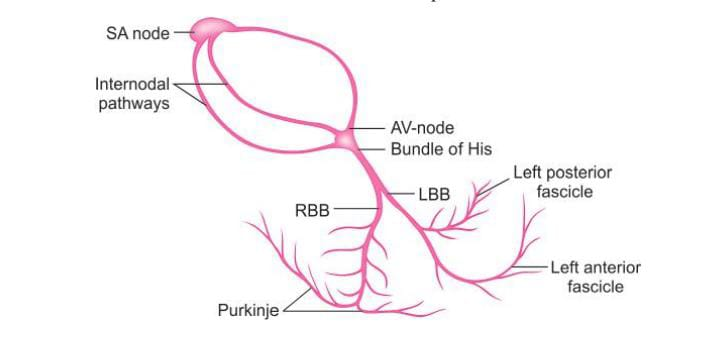 SA node
Internodal
pathways
AV-node
Bundle of His
Left posterior
fascicle
LBB
RBB
Left anterior
fascicle
Purkinje